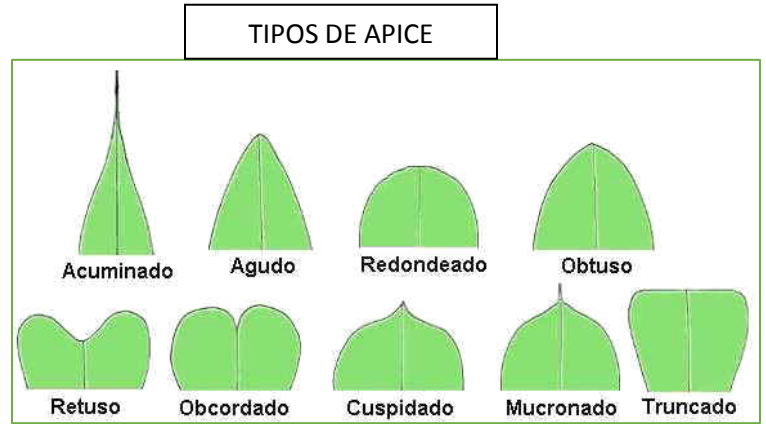 TIPOS DE APICE
Acuminado Agudo Redondeado Obtuso
Retuso Obcordado Cuspidado Mucronado Truncado